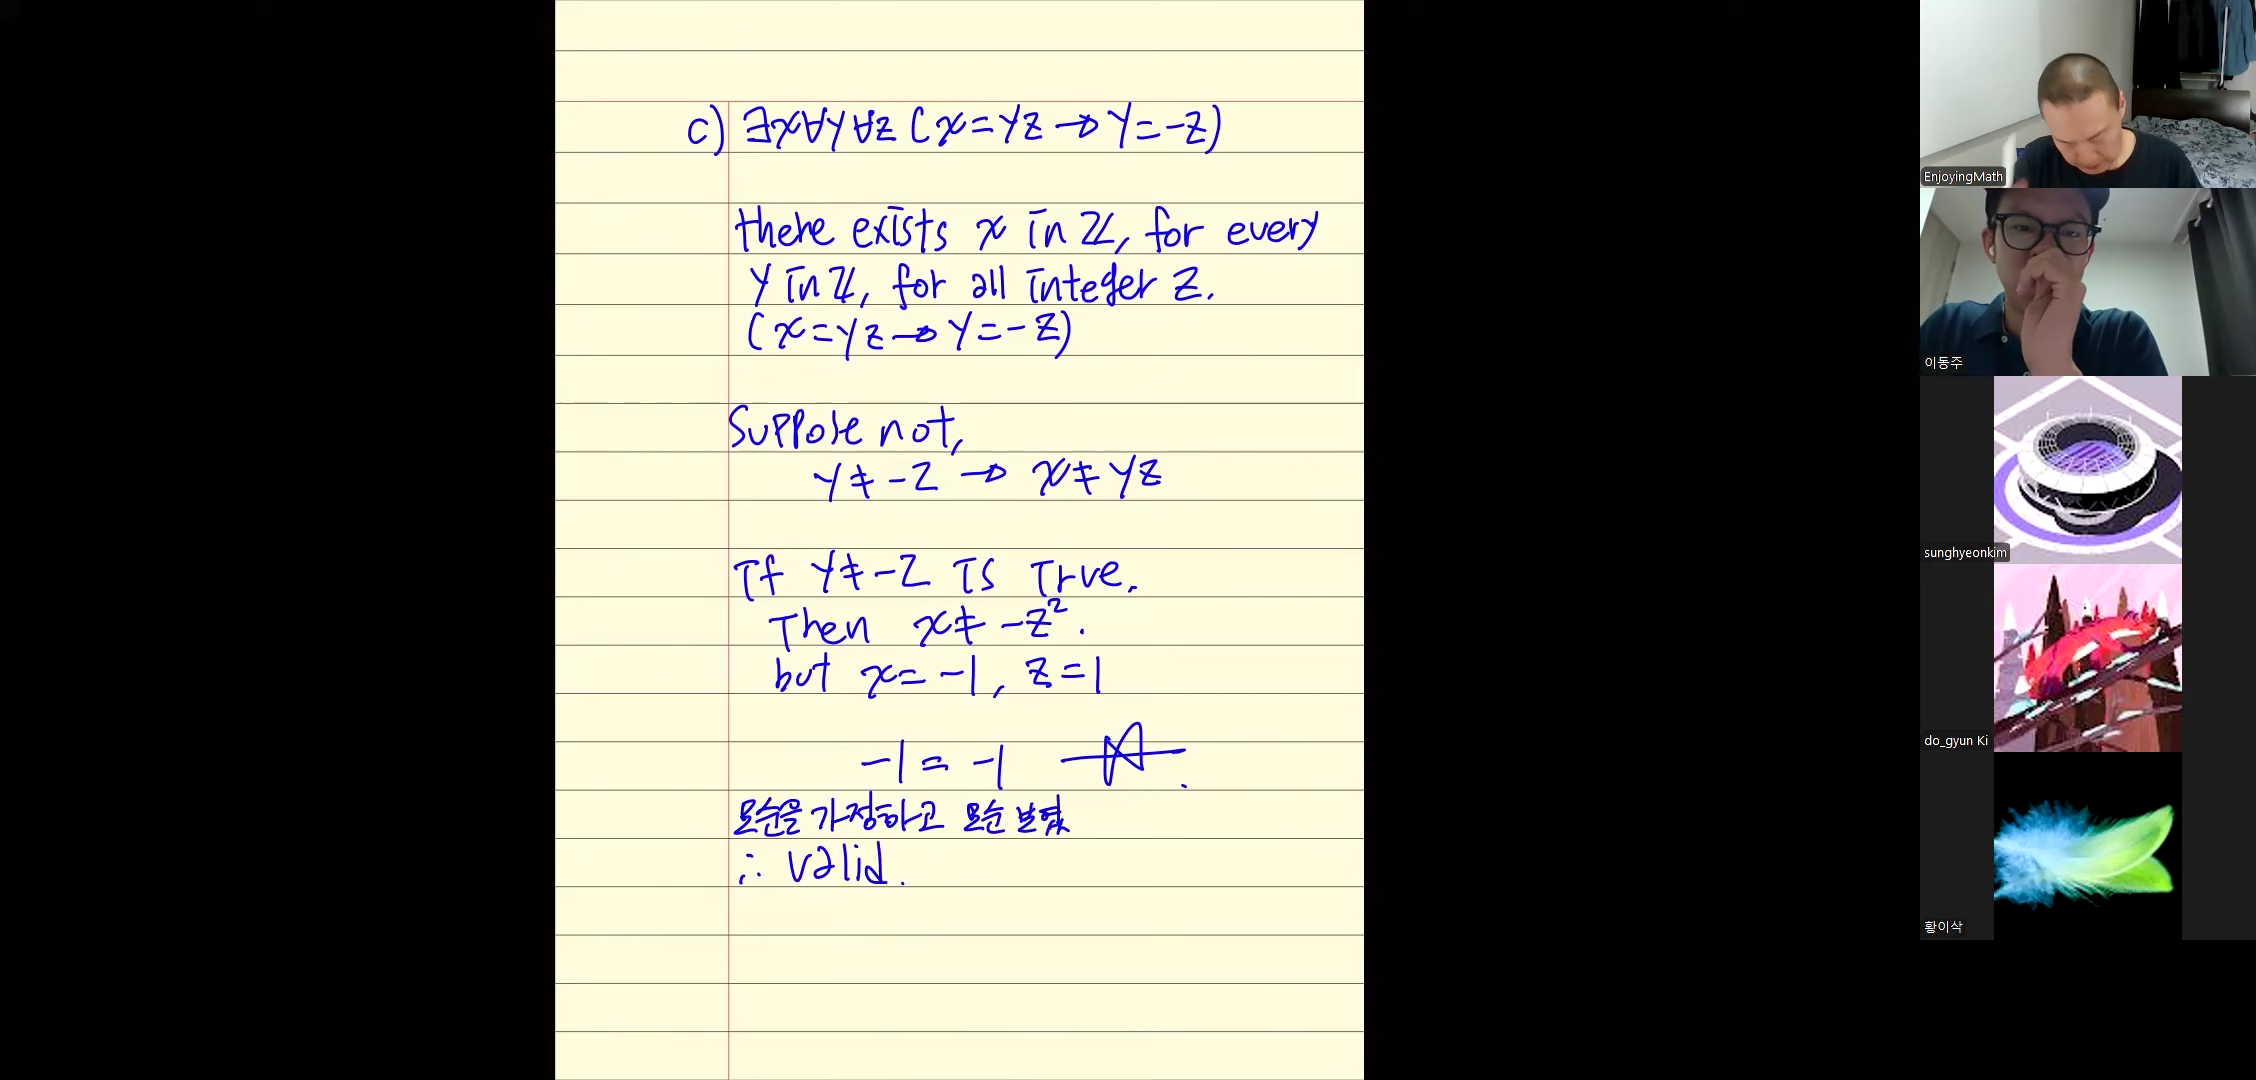 c) ∃x∀y∀z (x=yz → y=-z)
there exists x in ℤ, for every
y in ℤ, for all integer z.
(x=yz → y=-z)
Suppose not,
y≠-z → x≠yz
If y≠-z is true.
Then x≠-z².
but x=-1, z=1
-1 = -1
모순을 가정하고 모순 보였
∴ valid.
EnjoyingMath
이동주
sunghyeonkim
do_gyun Ki
황이삭